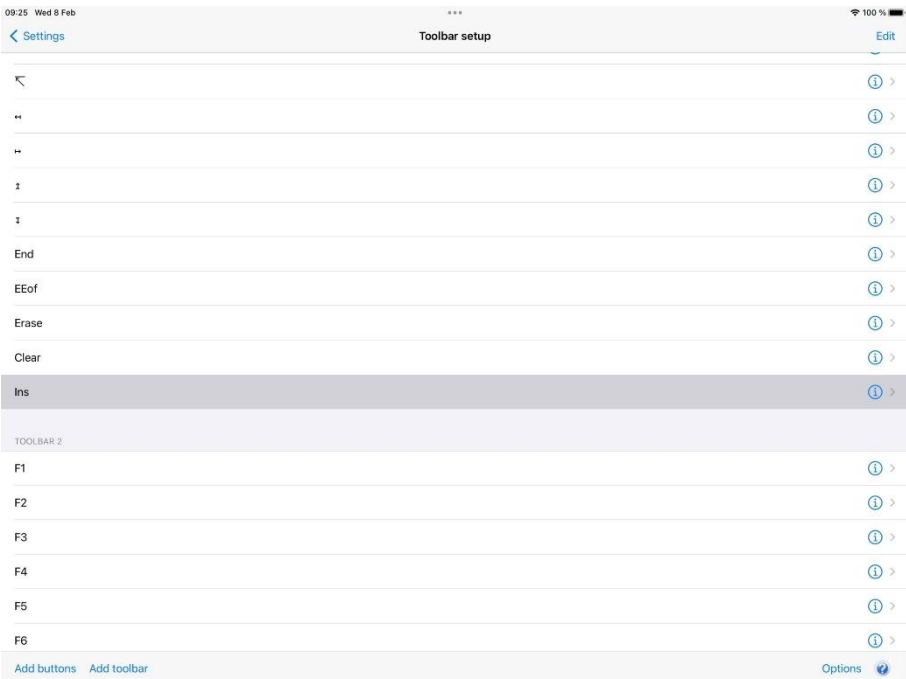 09:25 Wed 8 Feb
100 %
Settings
Toolbar setup
Edit
↸
↤
↦
↥
↧
End
EEof
Erase
Clear
Ins
TOOLBAR 2
F1
F2
F3
F4
F5
F6
Add buttons Add toolbar
Options